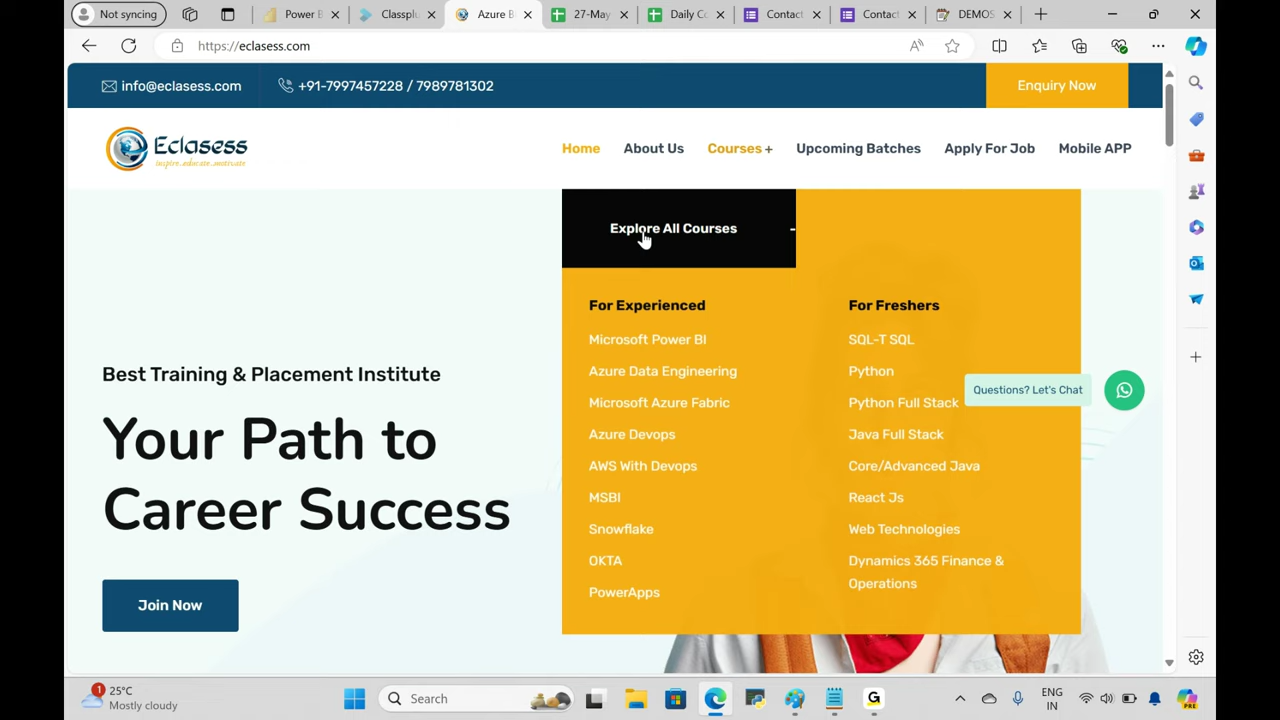 Not syncing
Power B
Classplu
Azure B
27-May
Daily Co
Contact
Contact
DEMOS
https://eclasess.com
info@eclasess.com
+91-7997457228 / 7989781302
Enquiry Now
Eclasess
inspire..educate..motivate
Home
About Us
Courses +
Upcoming Batches
Apply For Job
Mobile APP
Explore All Courses
For Experienced
Microsoft Power BI
Azure Data Engineering
Microsoft Azure Fabric
Azure Devops
AWS With Devops
MSBI
Snowflake
OKTA
PowerApps
For Freshers
SQL-T SQL
Python
Python Full Stack
Java Full Stack
Core/Advanced Java
React Js
Web Technologies
Dynamics 365 Finance &
Operations
Questions? Let's Chat
Best Training & Placement Institute
Your Path to
Career Success
Join Now
1
25°C
Mostly cloudy
Search
G
ENG
IN
PRE